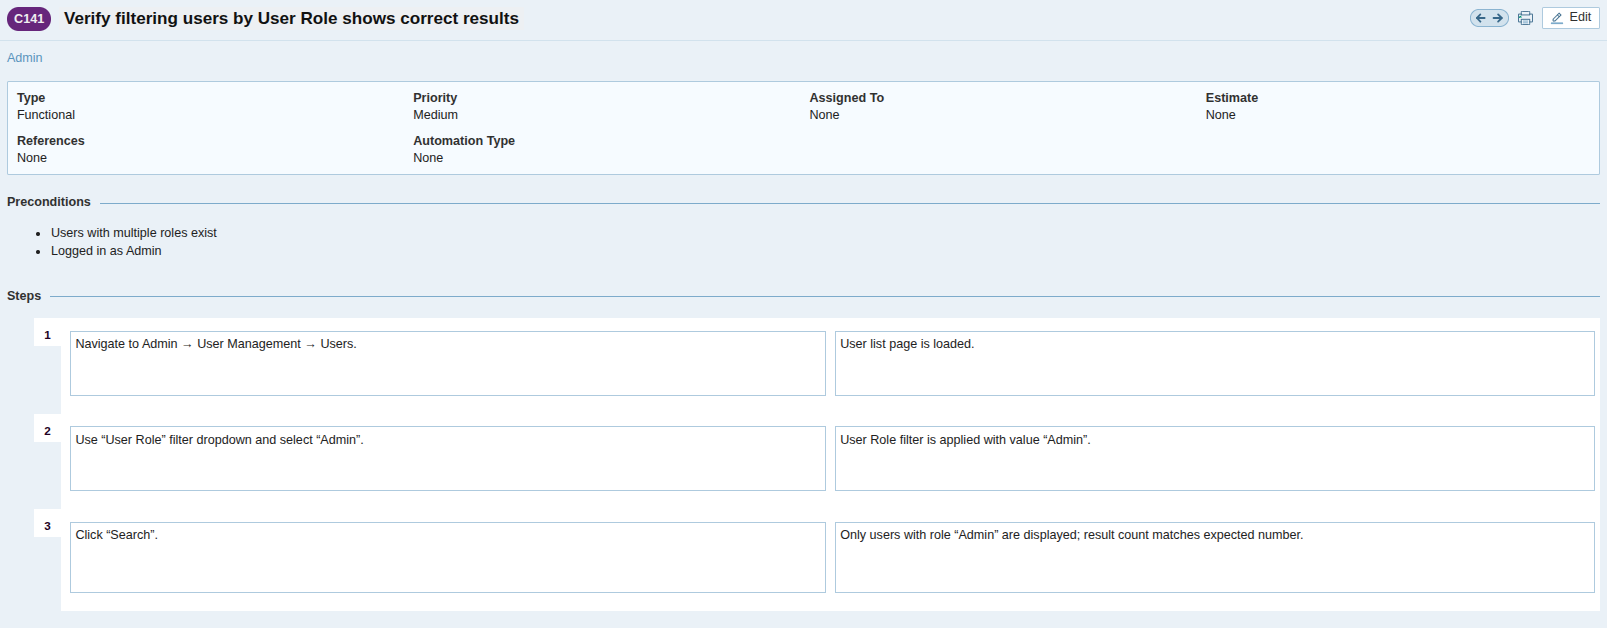 C141 Verify filtering users by User Role shows correct results Edit
Admin
Type Priority Assigned To Estimate
Functional Medium None None
References Automation Type
None None
Preconditions
• Users with multiple roles exist
• Logged in as Admin
Steps
1 Navigate to Admin → User Management → Users. User list page is loaded.
2 Use “User Role” filter dropdown and select “Admin”. User Role filter is applied with value “Admin”.
3 Click “Search”. Only users with role “Admin” are displayed; result count matches expected number.